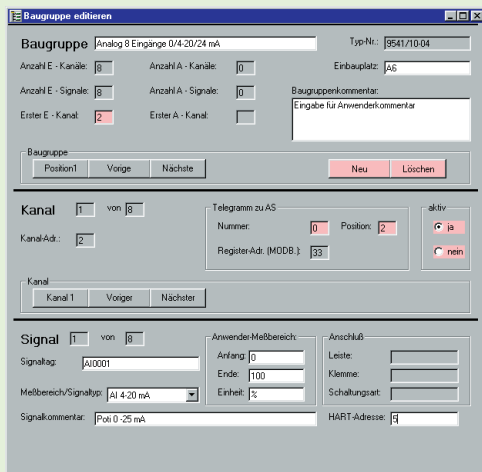 Baugruppe editieren
Baugruppe Analog 8 Eingänge 0/4-20/24 mA Typ-Nr.: 9541/10-04
Anzahl E - Kanäle: 8 Anzahl A - Kanäle: 0 Einbauplatz: A6
Anzahl E - Signale: 8 Anzahl A - Signale: 0 Baugruppenkommentar:
Eingabe für Anwenderkommentar
Erster E - Kanal: 2 Erster A - Kanal:
Baugruppe
Position1 Vorige Nächste Neu Löschen
Kanal 1 von 8 Telegramm zu AS aktiv
Nummer: 0 Position: 2 ja
Kanal-Adr.: 2 Register-Adr. (MODB.): 33 nein
Kanal
Kanal 1 Voriger Nächster
Signal 1 von 8 Anwender-Meßbereich: Anschluß
Signaltag: AI0001 Anfang: 0 Leiste:
Ende: 100 Klemme:
Meßbereich/Signaltyp: AI 4-20 mA Einheit: % Schaltungsart:
Signalkommentar: Poti 0 -25 mA HART-Adresse: 5